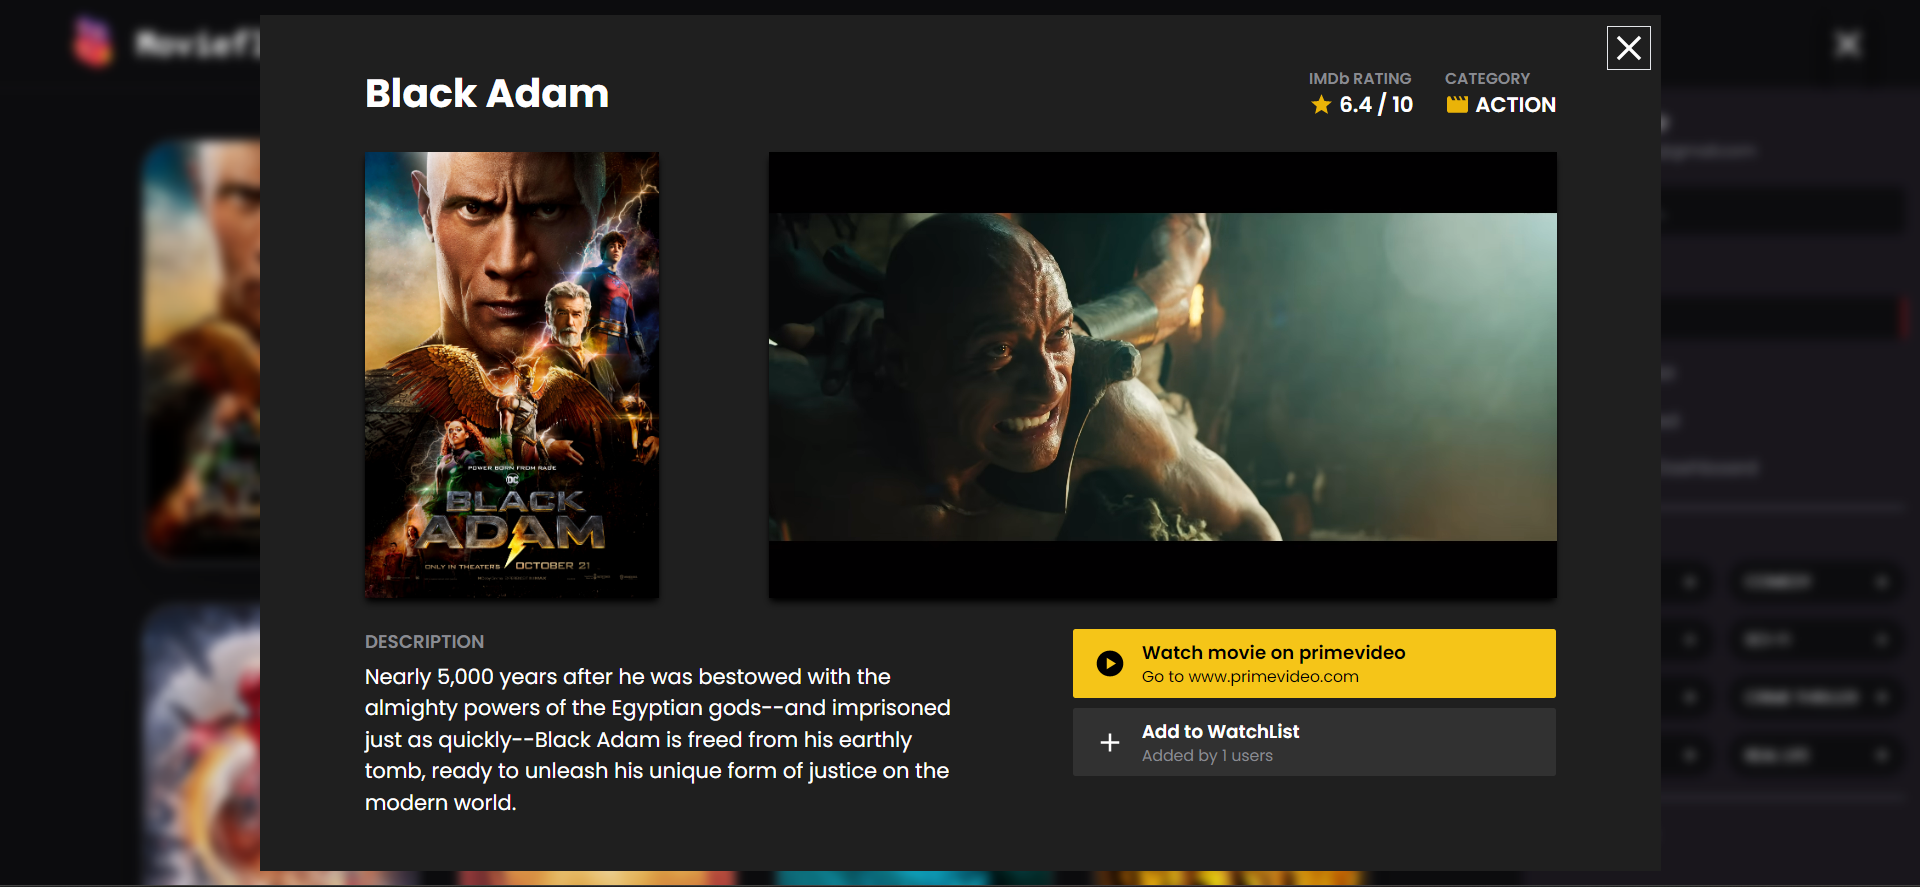 Black Adam
IMDb RATING
6.4 / 10
CATEGORY
ACTION
POWER BORN FROM RAGE
DC
BLACK
ADAM
ONLY IN THEATERS OCTOBER 21
DESCRIPTION
Nearly 5,000 years after he was bestowed with the
almighty powers of the Egyptian gods--and imprisoned
just as quickly--Black Adam is freed from his earthly
tomb, ready to unleash his unique form of justice on the
modern world.
Watch movie on primevideo
Go to www.primevideo.com
Add to WatchList
Added by 1 users
COMEDY
SCI-FI